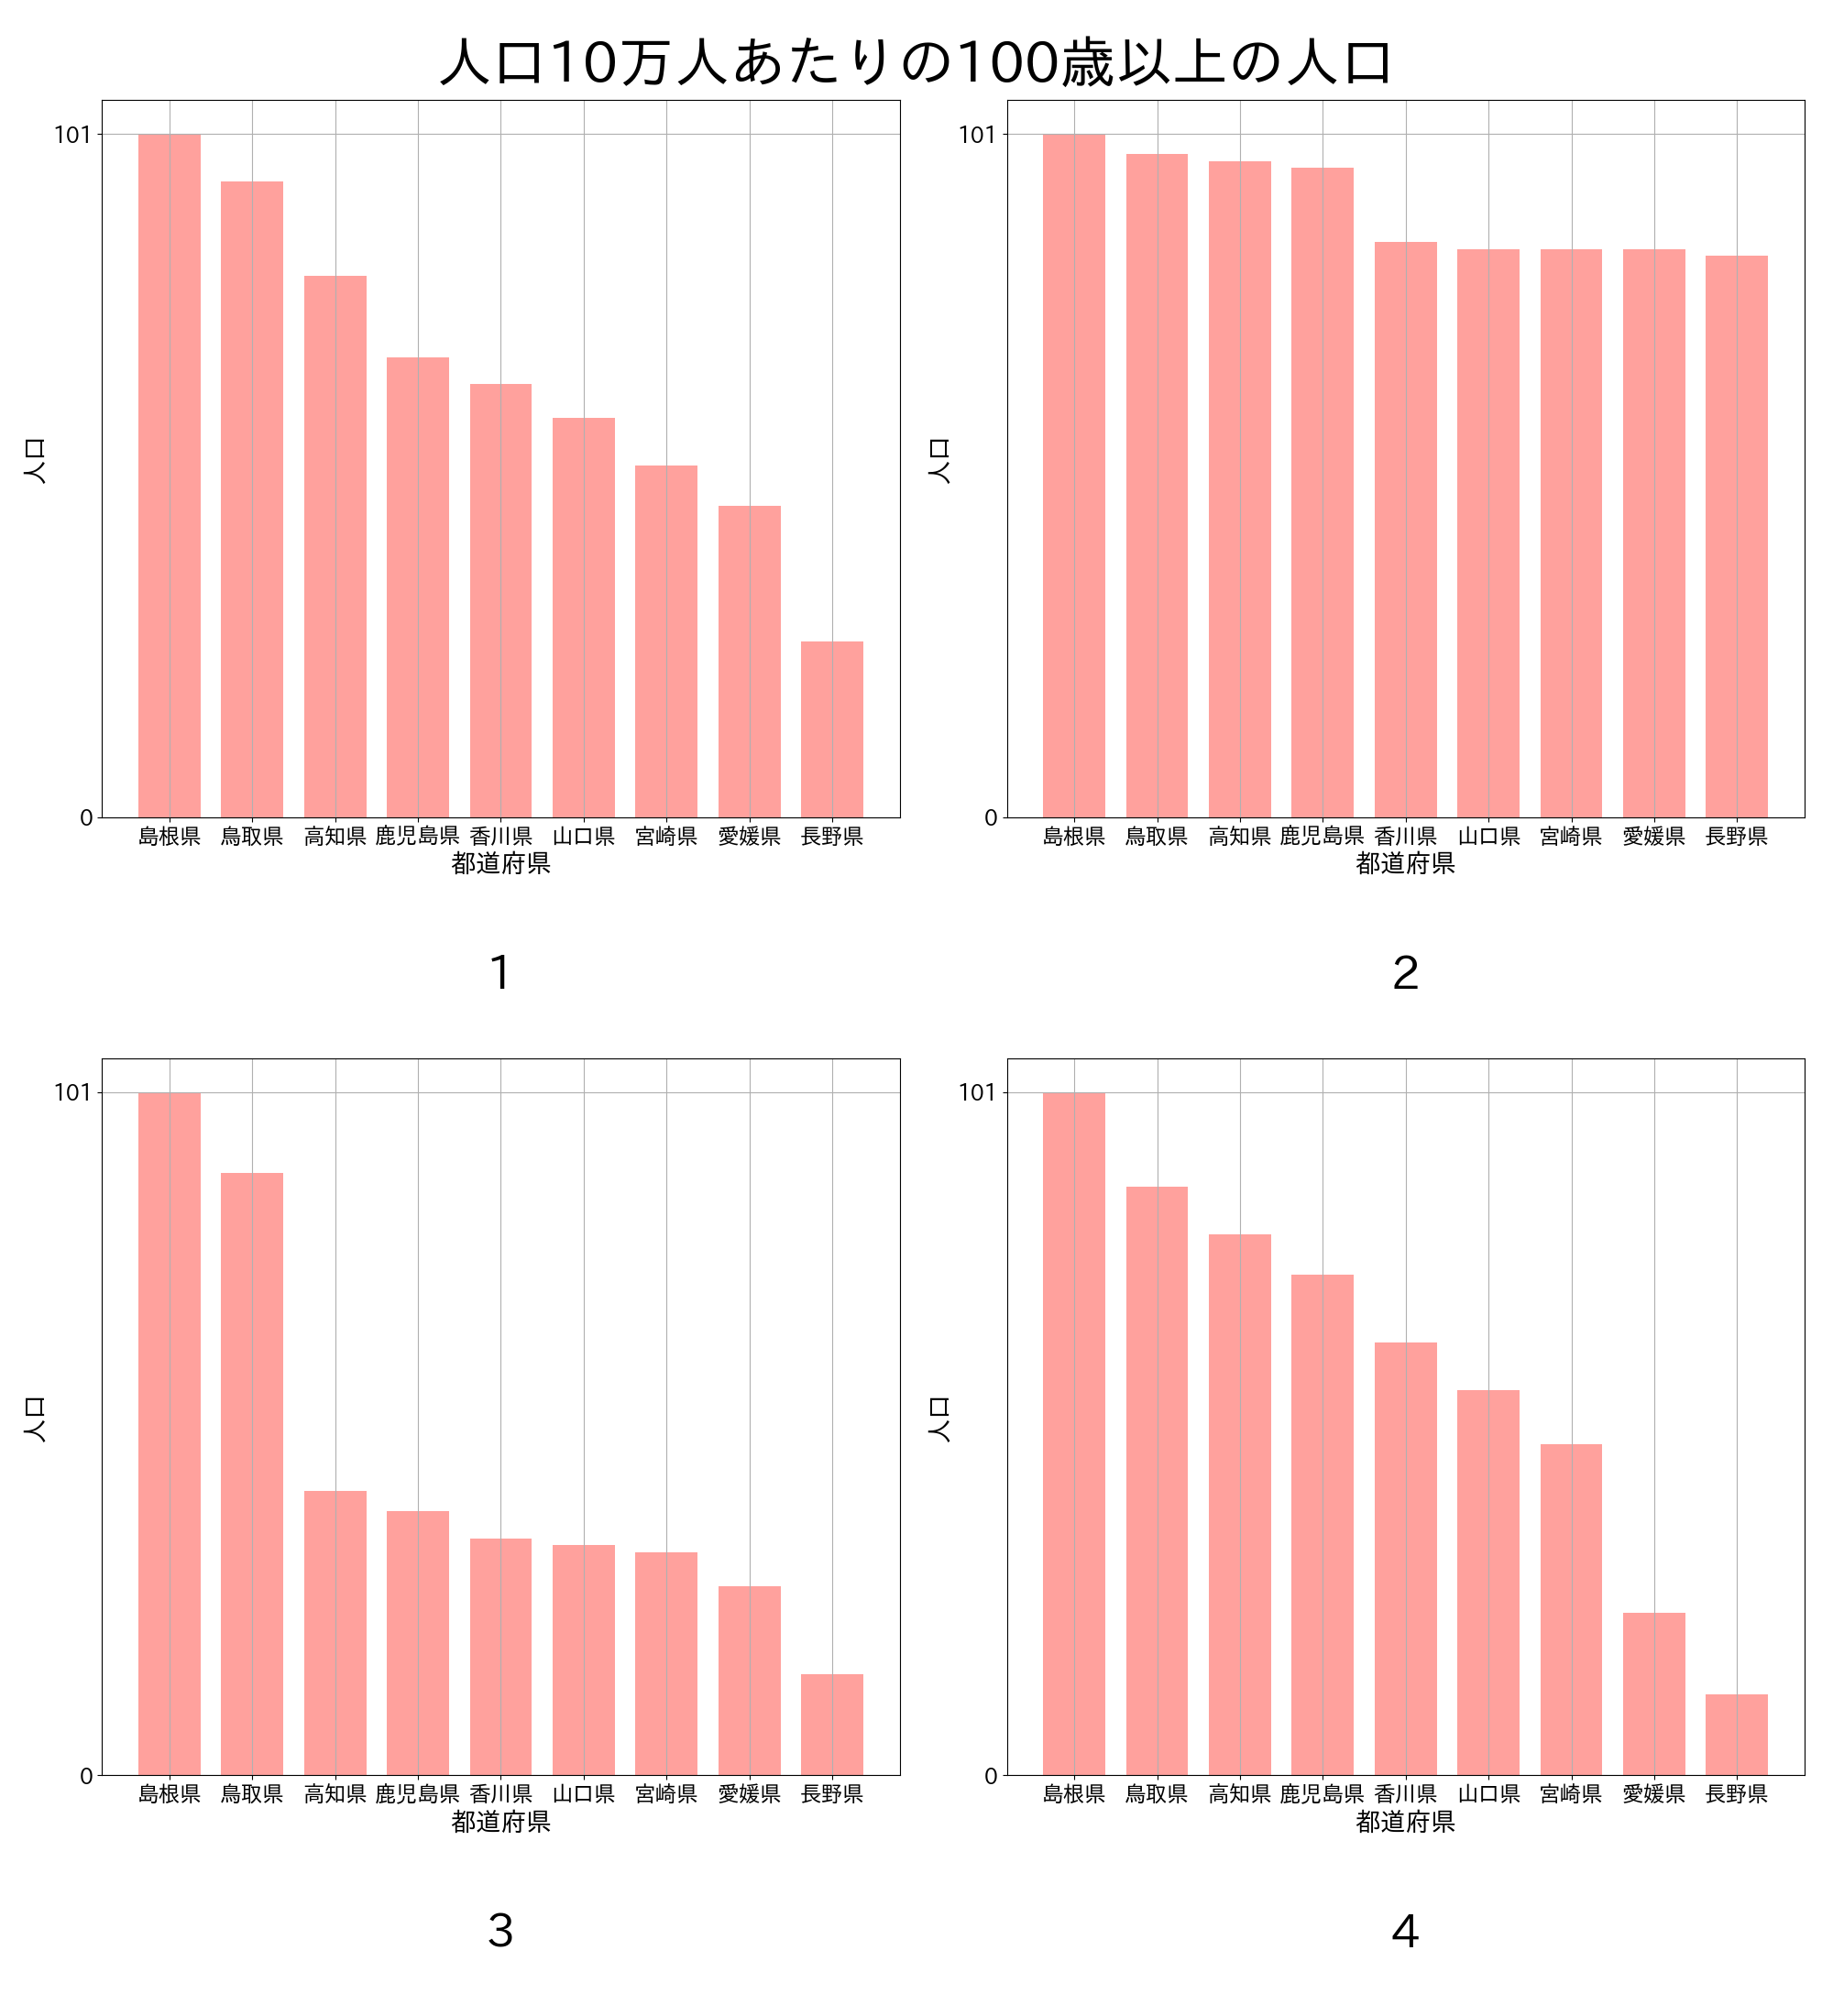 人口10万人あたりの100歳以上の人口
101
0
人口
島根県 鳥取県 高知県 鹿児島県 香川県 山口県 宮崎県 愛媛県 長野県
都道府県
1
101
0
人口
島根県 鳥取県 高知県 鹿児島県 香川県 山口県 宮崎県 愛媛県 長野県
都道府県
2
101
0
人口
島根県 鳥取県 高知県 鹿児島県 香川県 山口県 宮崎県 愛媛県 長野県
都道府県
3
101
0
人口
島根県 鳥取県 高知県 鹿児島県 香川県 山口県 宮崎県 愛媛県 長野県
都道府県
4